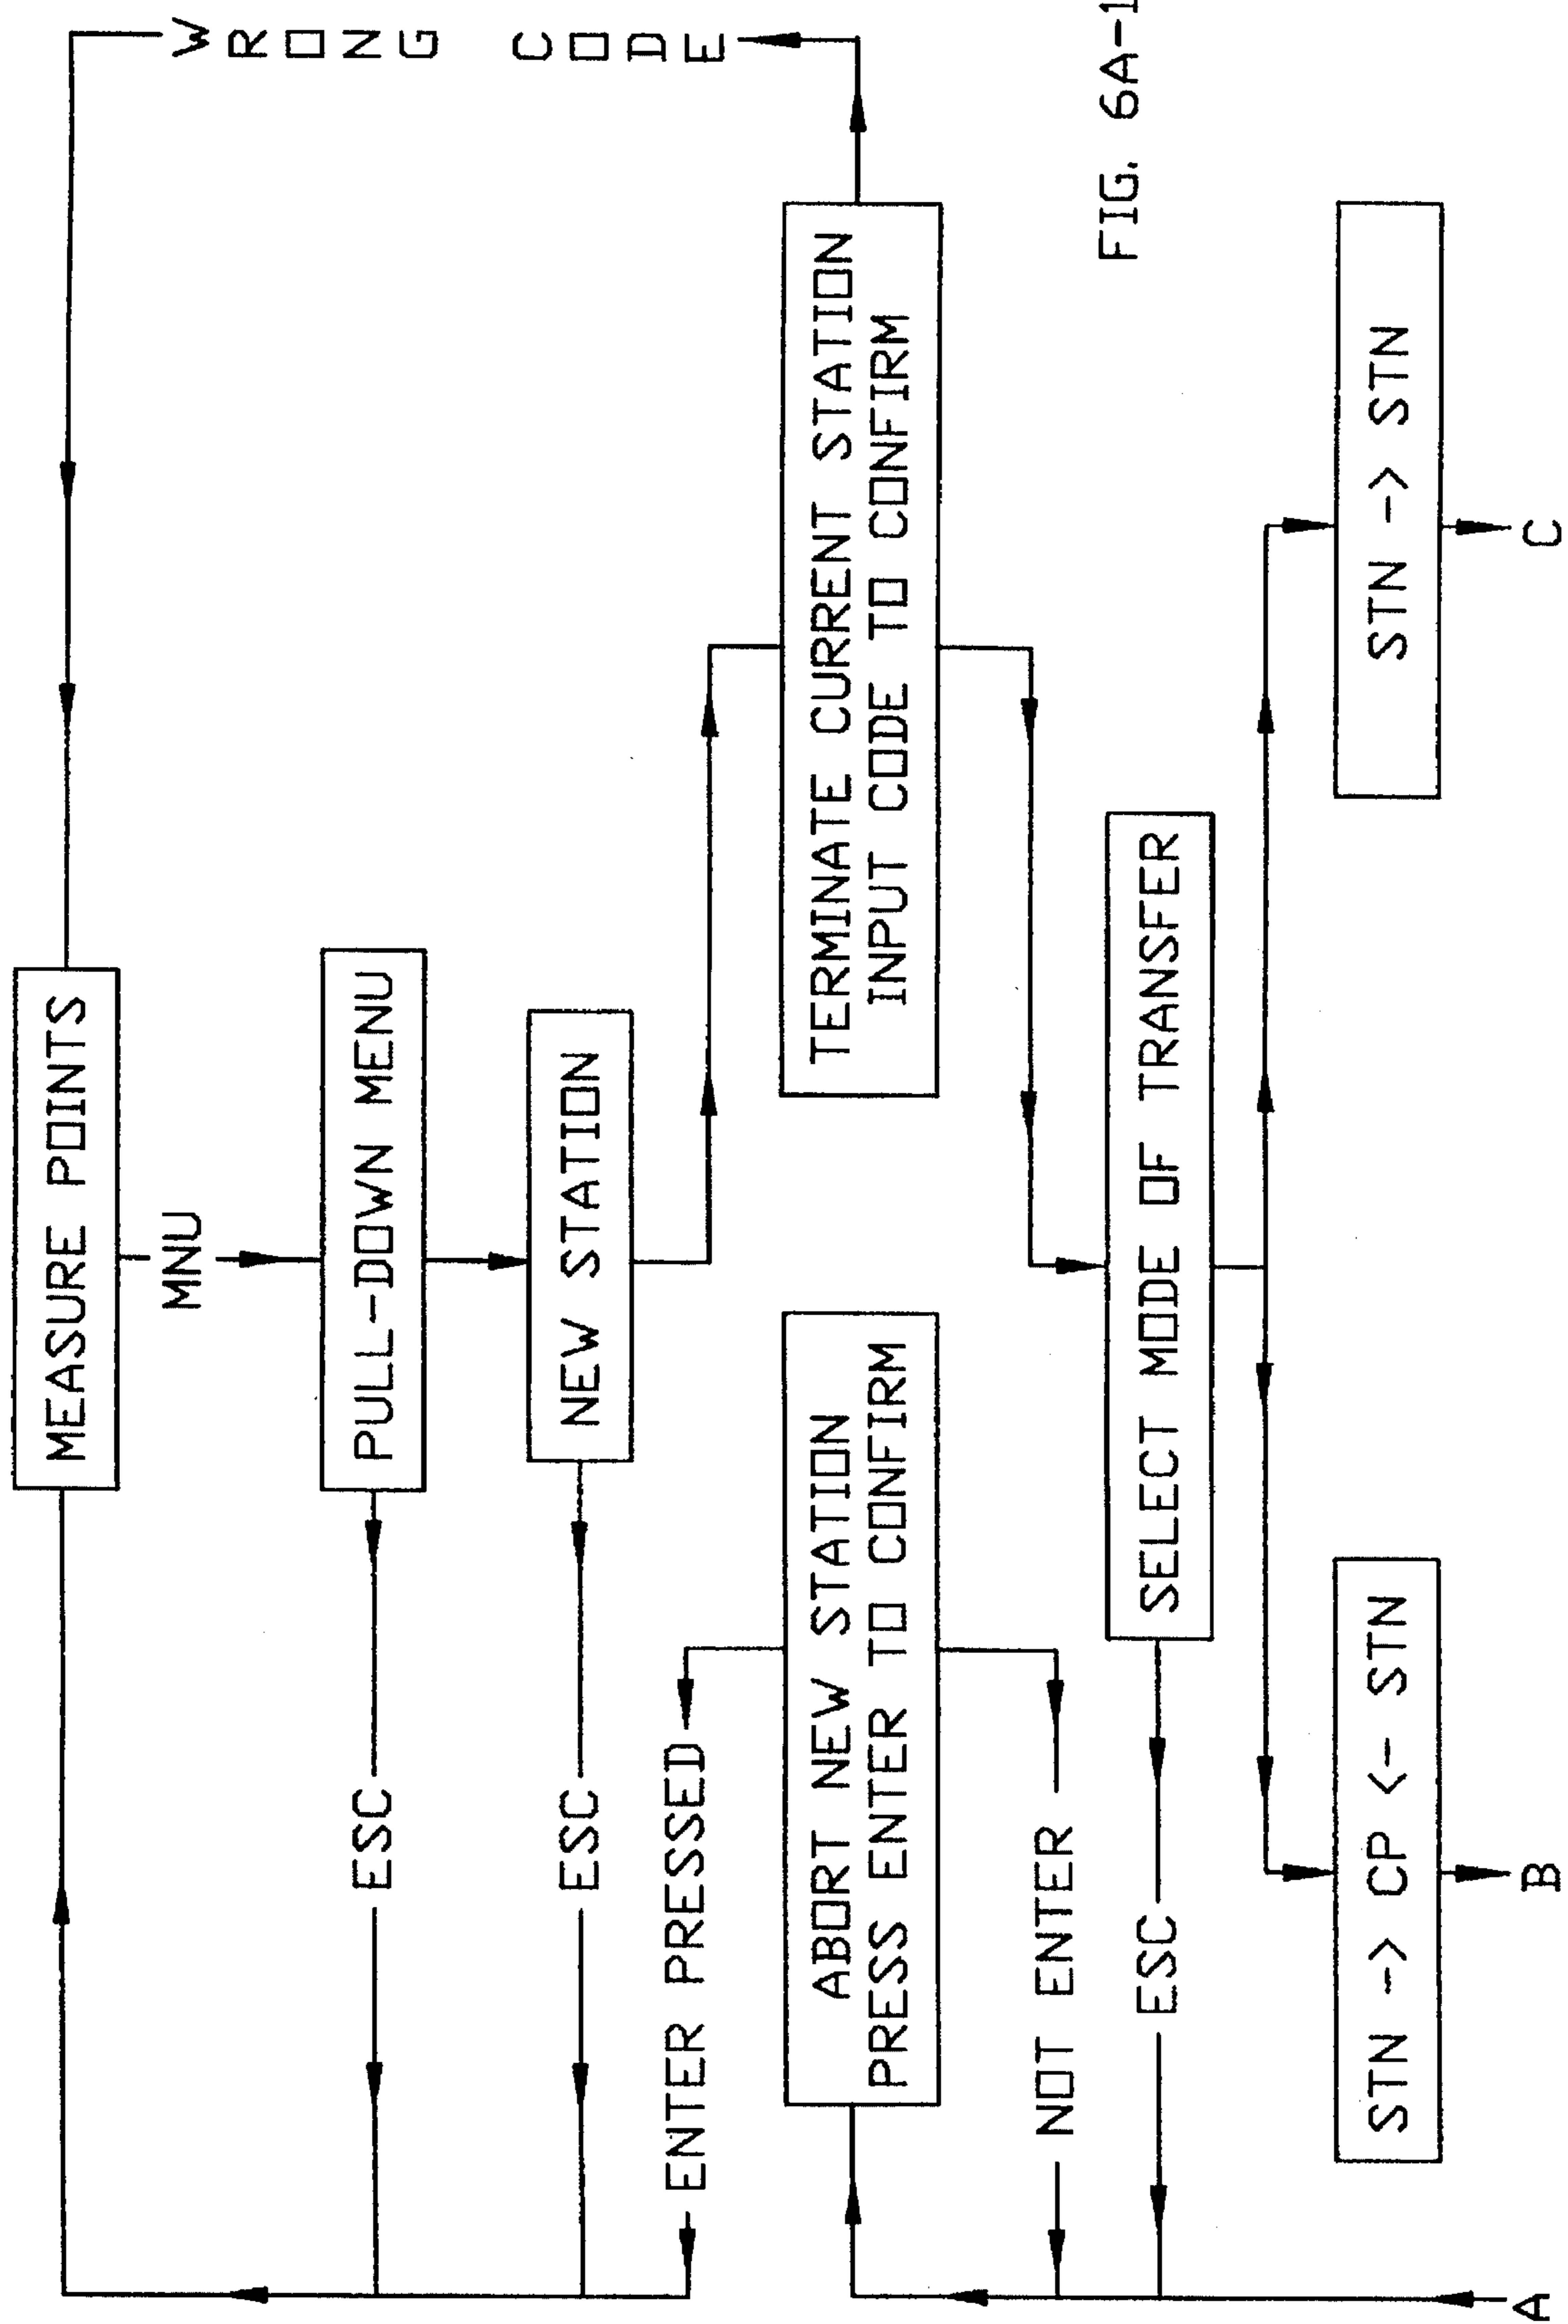 MEASURE POINTS
MNU
PULL-DOWN MENU
ESC
NEW STATION
ESC
WRONG CODE
ENTER PRESSED
ABORT NEW STATION
PRESS ENTER TO CONFIRM
TERMINATE CURRENT STATION
INPUT CODE TO CONFIRM
NOT ENTER
SELECT MODE OF TRANSFER
ESC
FIG. 6A-1
STN -> CP <- STN
STN -> STN
A
B
C